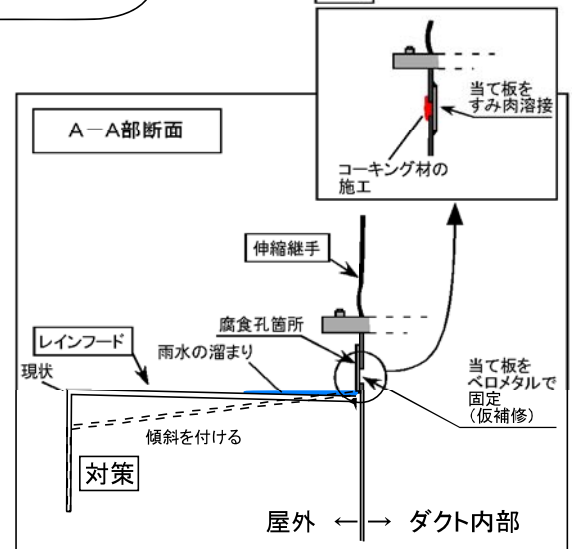 当て板を
すみ肉溶接
コーキング材の
施工
A－A部断面
伸縮継手
腐食孔箇所
レインフード
雨水の溜まり
現状
当て板を
ベロメタルで
固定
(仮補修)
傾斜を付ける
対策
屋外 ←→ ダクト内部